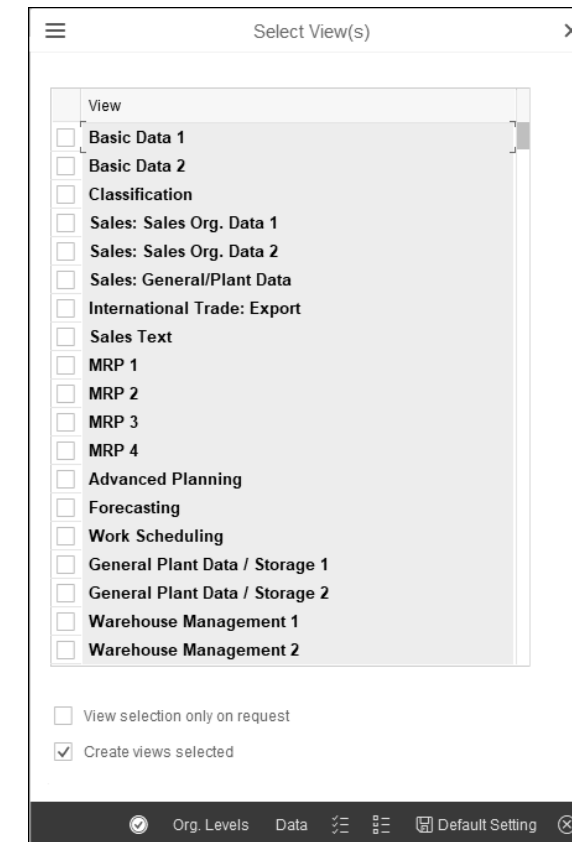 Select View(s)
View
Basic Data 1
Basic Data 2
Classification
Sales: Sales Org. Data 1
Sales: Sales Org. Data 2
Sales: General/Plant Data
International Trade: Export
Sales Text
MRP 1
MRP 2
MRP 3
MRP 4
Advanced Planning
Forecasting
Work Scheduling
General Plant Data / Storage 1
General Plant Data / Storage 2
Warehouse Management 1
Warehouse Management 2
View selection only on request
Create views selected
Org. Levels Data Default Setting